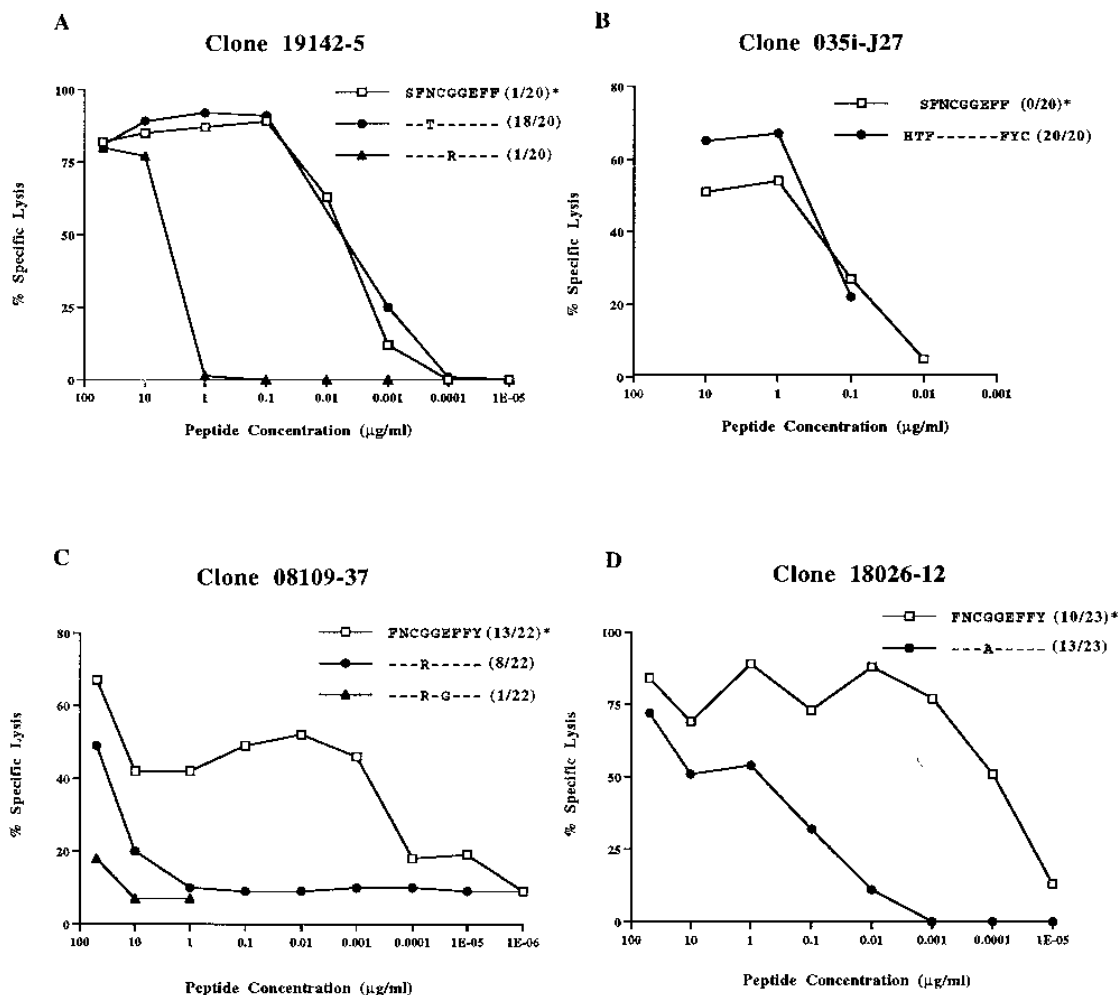 A
Clone 19142-5
SFNCGGEFF (1/20)*
--T------ (18/20)
----R----- (1/20)
100
75
50
25
0
% Specific Lysis
100 10 1 0.1 0.01 0.001 0.0001 1E-05
Peptide Concentration (µg/ml)
B
Clone 035i-J27
SFNCGGEFF (0/20)*
HTF-------FYC (20/20)
80
60
40
20
0
% Specific Lysis
100 10 1 0.1 0.01 0.001
Peptide Concentration (µg/ml)
C
Clone 08109-37
FNCGGEFFY (13/22)*
---R----- (8/22)
---R-G--- (1/22)
80
60
40
20
0
% Specific Lysis
100 10 1 0.1 0.01 0.001 0.0001 1E-05 1E-06
Peptide Concentration (µg/ml)
D
Clone 18026-12
FNCGGEFFY (10/23)*
---A----- (13/23)
100
75
50
25
0
% Specific Lysis
100 10 1 0.1 0.01 0.001 0.0001 1E-05
Peptide Concentration (µg/ml)